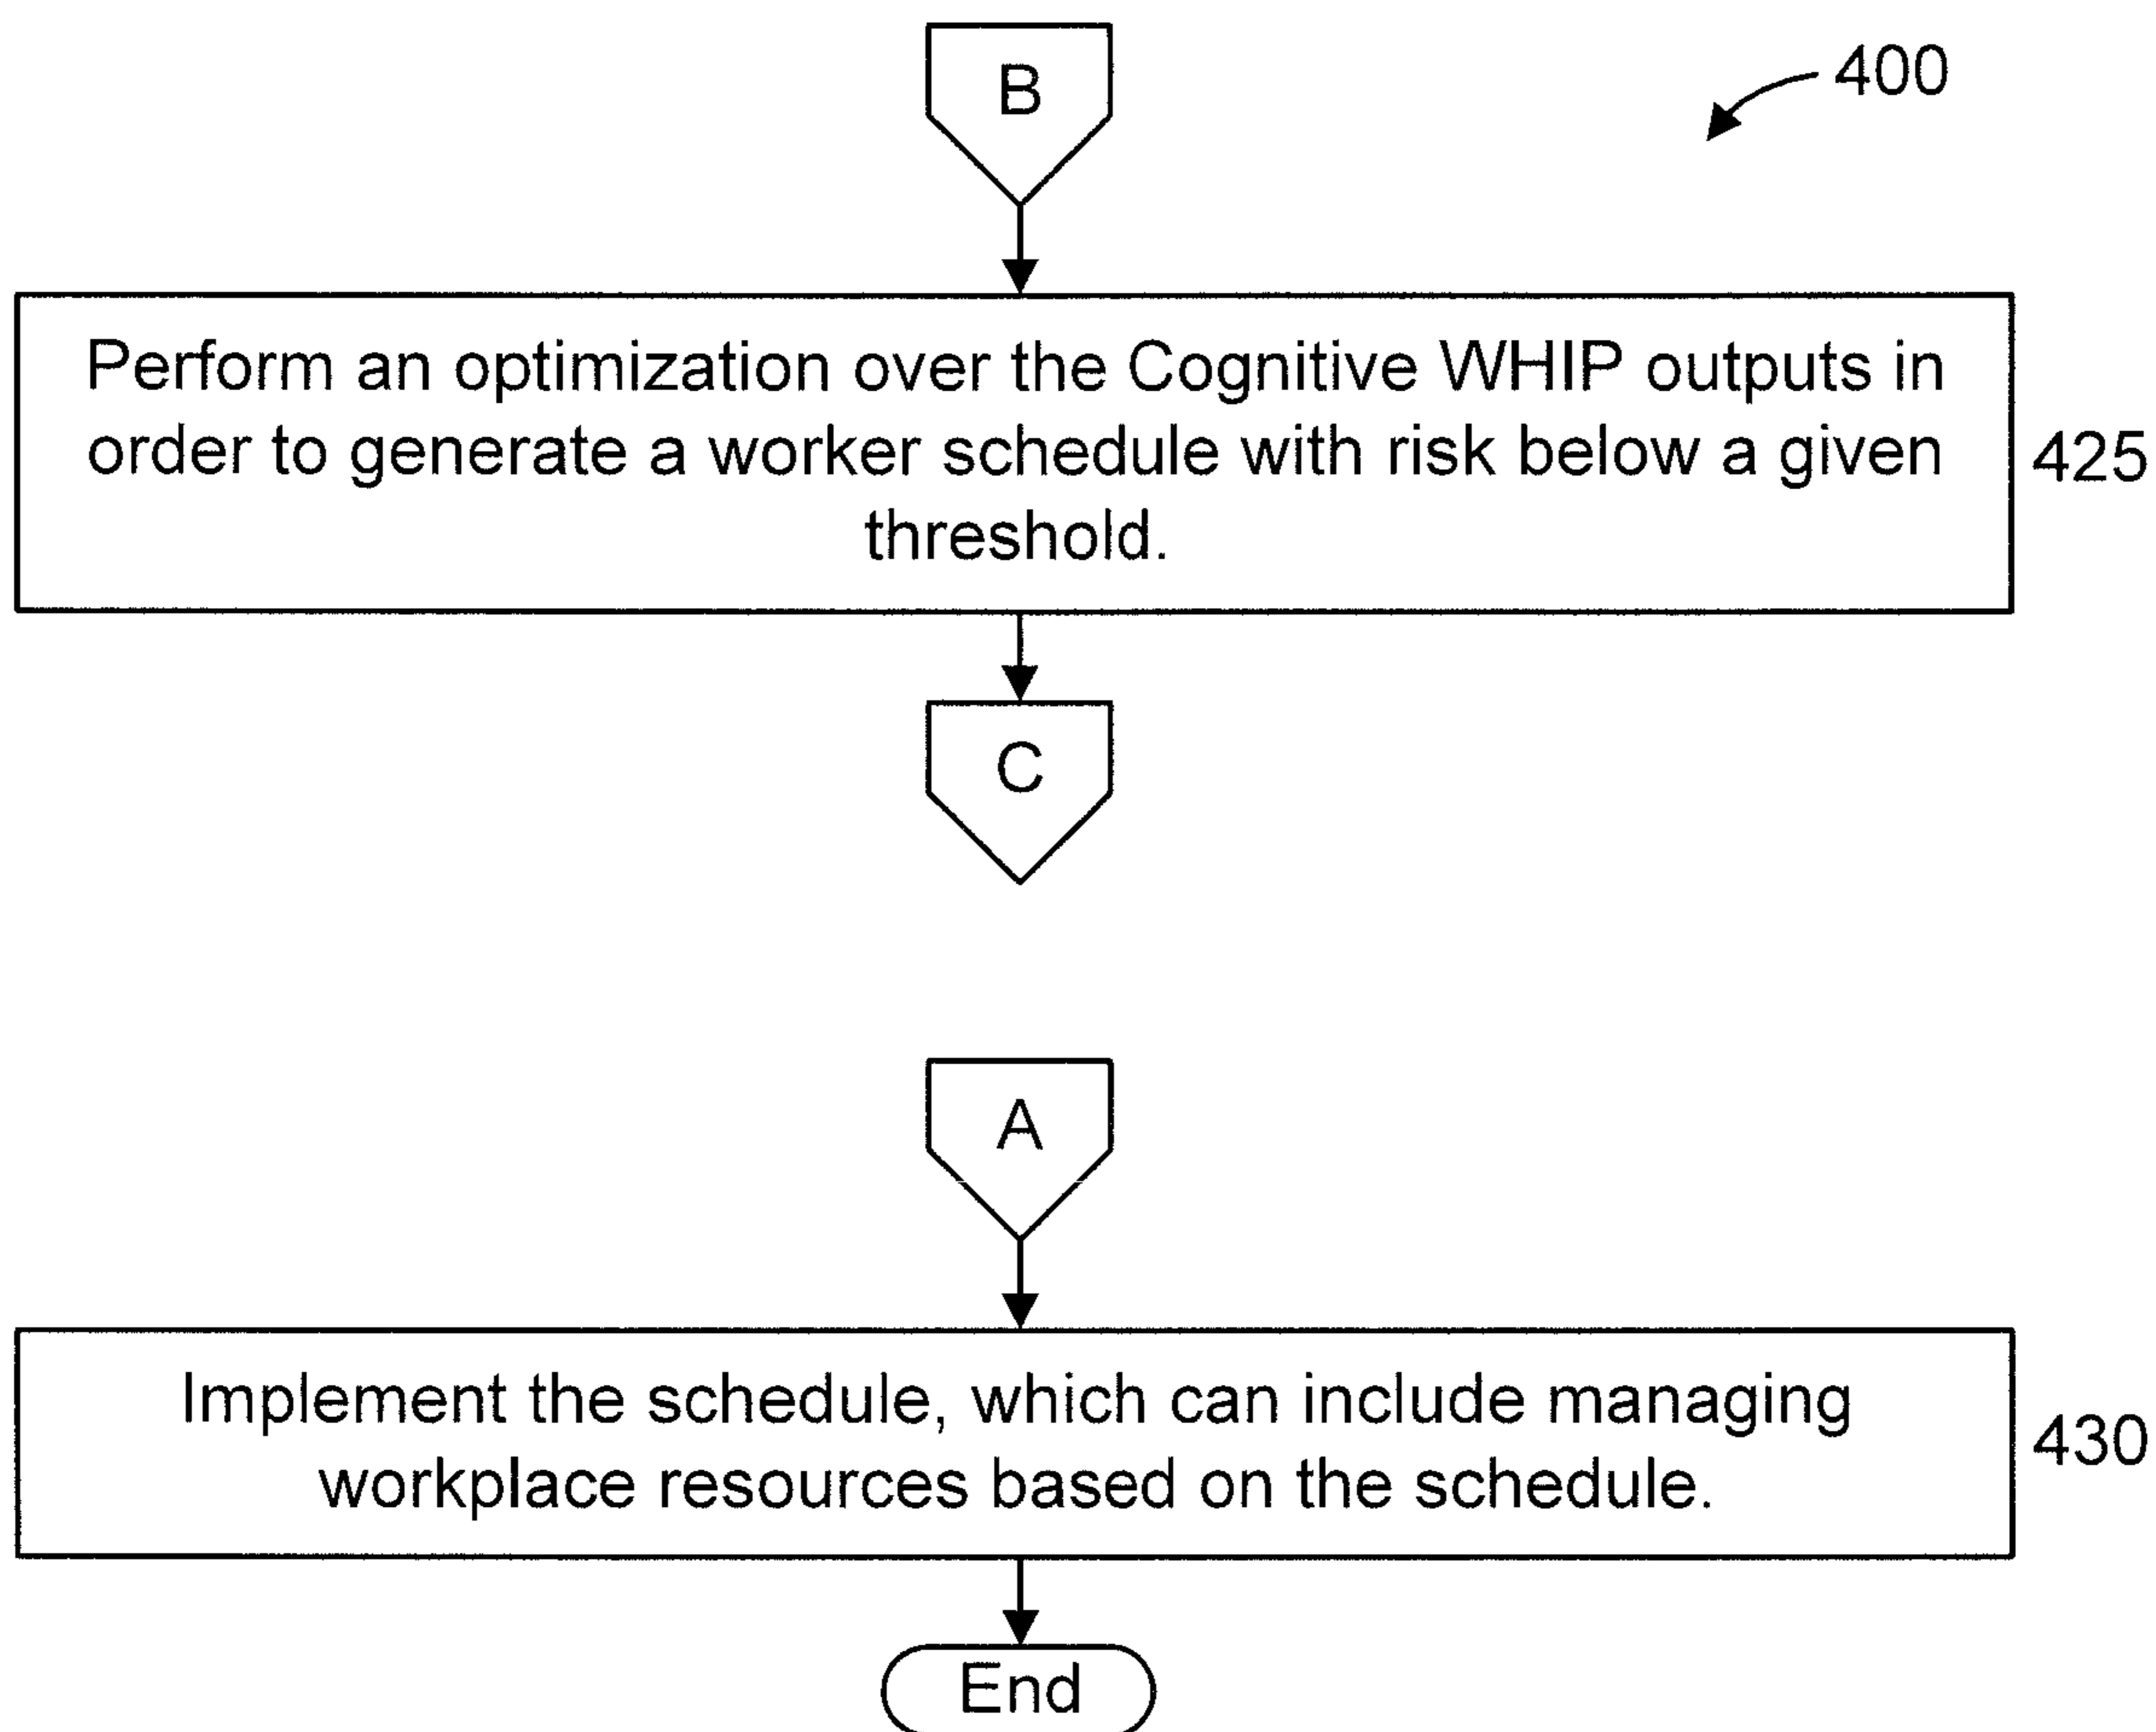 B
400
Perform an optimization over the Cognitive WHIP outputs in
order to generate a worker schedule with risk below a given
threshold.
425
C
A
Implement the schedule, which can include managing
workplace resources based on the schedule.
430
End